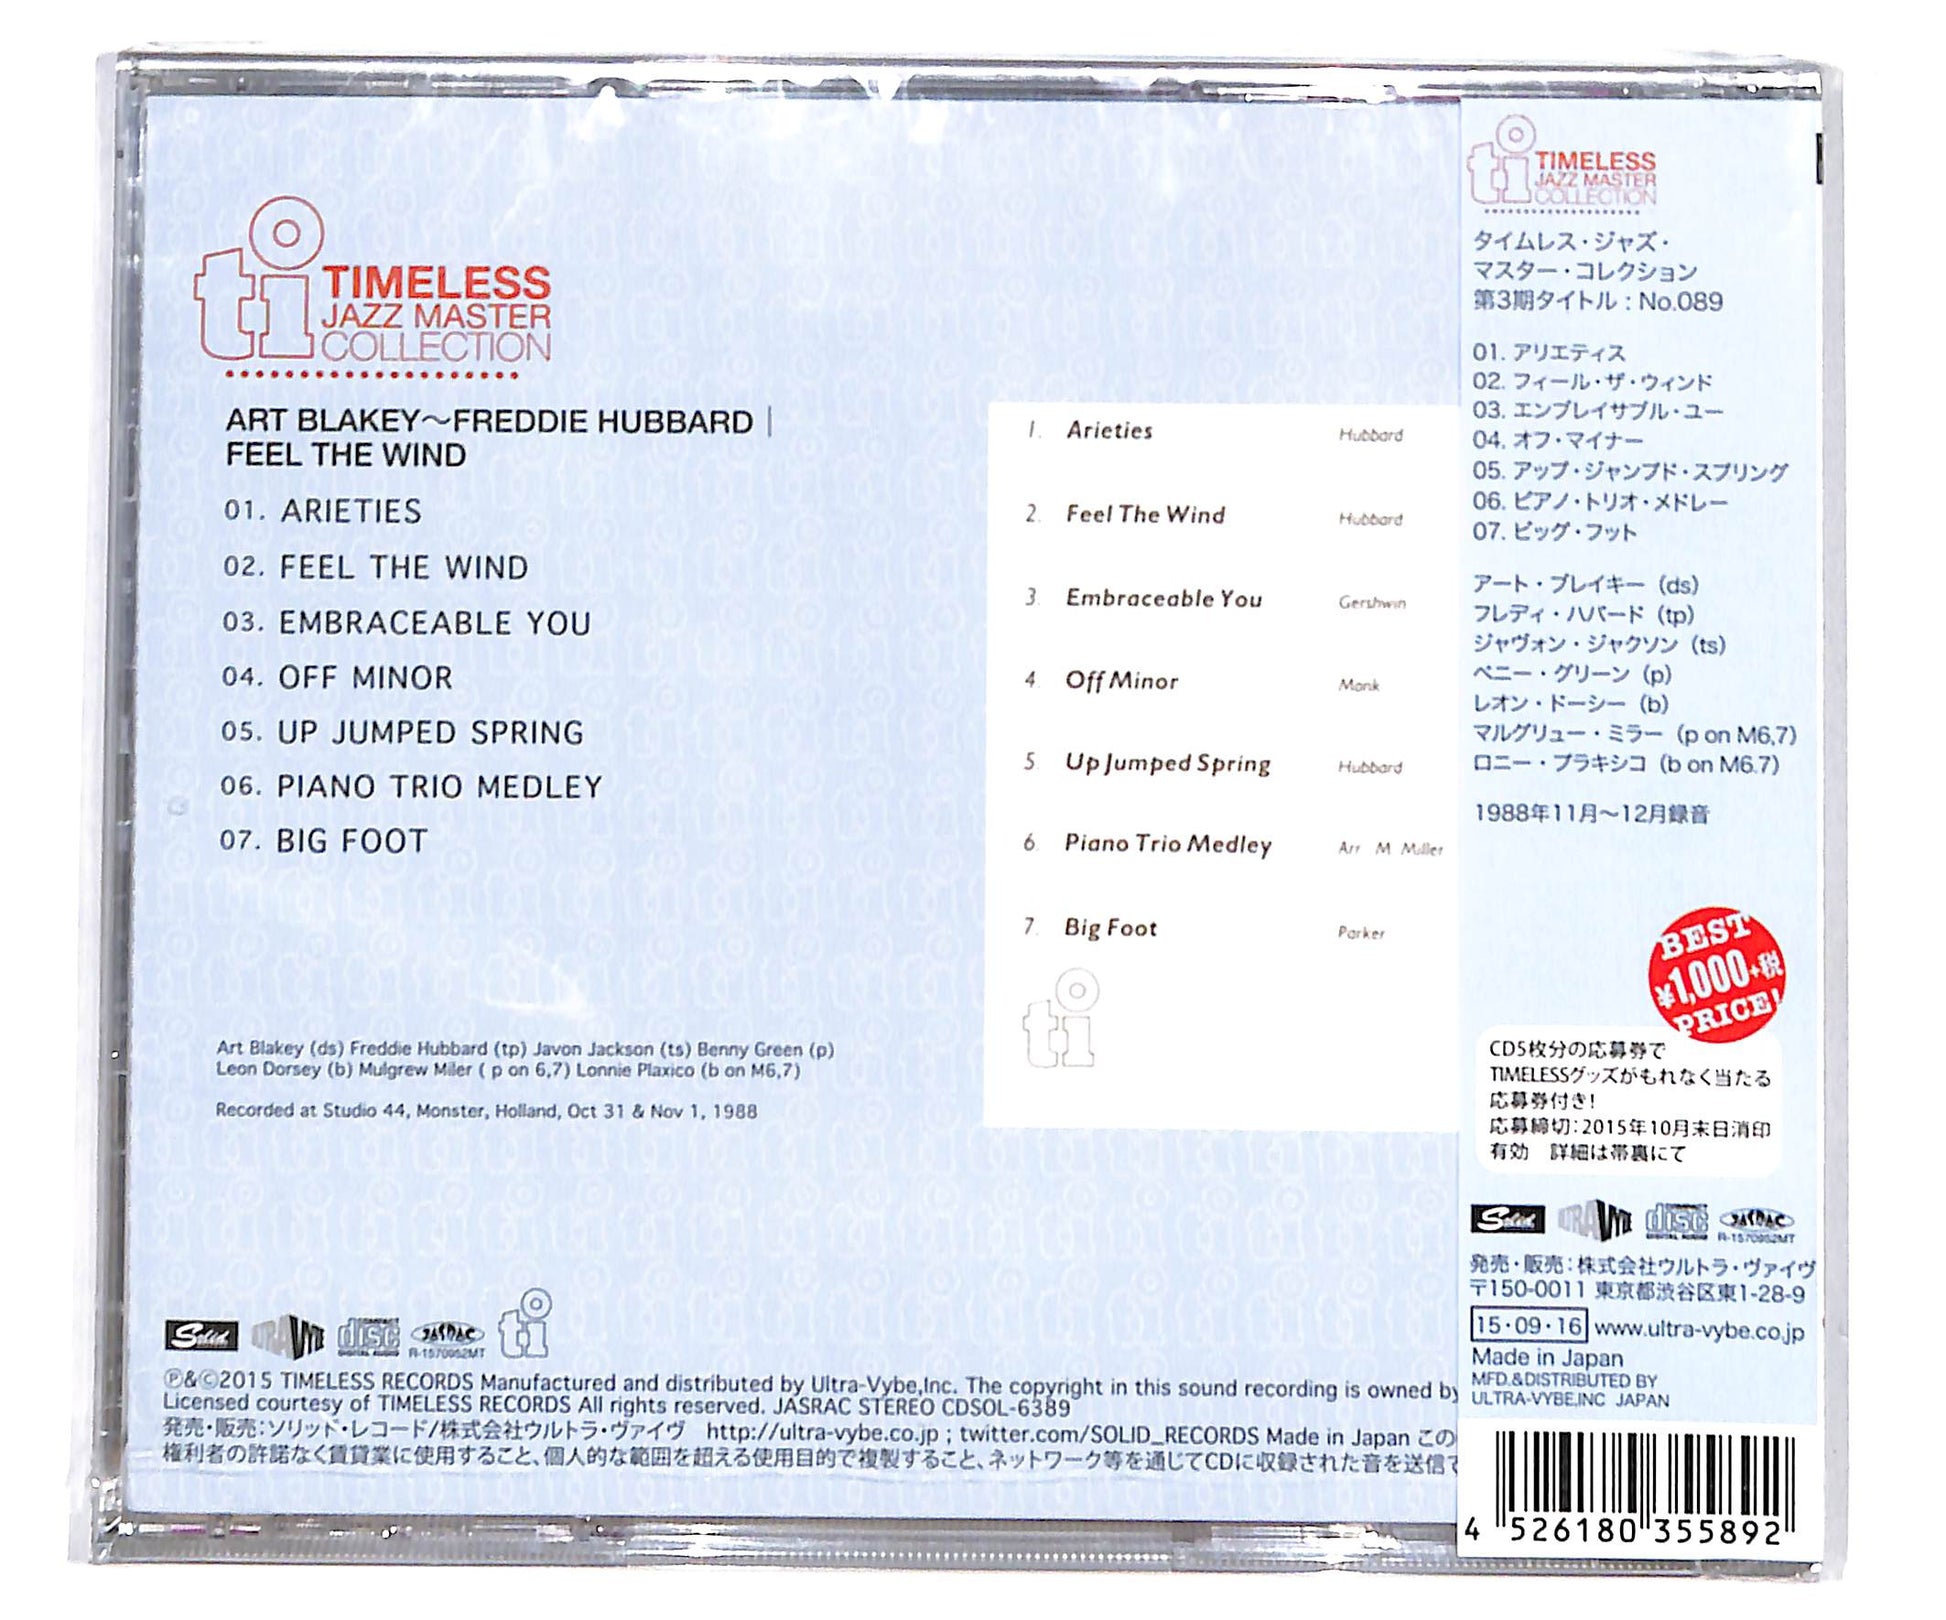 TIMELESS
JAZZ MASTER
COLLECTION
ART BLAKEY〜FREDDIE HUBBARD |
FEEL THE WIND
01. ARIETIES
02. FEEL THE WIND
03. EMBRACEABLE YOU
04. OFF MINOR
05. UP JUMPED SPRING
06. PIANO TRIO MEDLEY
07. BIG FOOT
Art Blakey (ds) Freddie Hubbard (tp) Javon Jackson (ts) Benny Green (p)
Leon Dorsey (b) Mulgrew Miler ( p on 6,7) Lonnie Plaxico (b on M6,7)
Recorded at Studio 44, Monster, Holland, Oct 31 & Nov 1, 1988
1. Arieties Hubbard
2. Feel The Wind Hubbard
3. Embraceable You Gershwin
4. Off Minor Monk
5. Up Jumped Spring Hubbard
6. Piano Trio Medley Arr M Miller
7. Big Foot Parker
ti
Solid ULTRA VYBE COMPACT disc DIGITAL AUDIO JASRAC ti
R-1570952MT
Ⓟ&Ⓒ2015 TIMELESS RECORDS Manufactured and distributed by Ultra-Vybe,Inc. The copyright in this sound recording is owned by
Licensed courtesy of TIMELESS RECORDS All rights reserved. JASRAC STEREO CDSOL-6389
発売・販売：ソリッド・レコード/株式会社ウルトラ・ヴァイヴ http://ultra-vybe.co.jp ; twitter.com/SOLID_RECORDS Made in Japan この
権利者の許諾なく賃貸業に使用すること、個人的な範囲を超える使用目的で複製すること、ネットワーク等を通じてCDに収録された音を送信で
ti TIMELESS
JAZZ MASTER
COLLECTION
タイムレス・ジャズ・
マスター・コレクション
第3期タイトル：No.089
01. アリエティス
02. フィール・ザ・ウィンド
03. エンブレイサブル・ユー
04. オフ・マイナー
05. アップ・ジャンプド・スプリング
06. ピアノ・トリオ・メドレー
07. ビッグ・フット
アート・ブレイキー（ds）
フレディ・ハバード（tp）
ジャヴォン・ジャクソン（ts）
ベニー・グリーン（p）
レオン・ドーシー（b）
マルグリュー・ミラー（p on M6,7）
ロニー・プラキシコ（b on M6.7）
1988年11月〜12月録音
BEST
¥1,000+税
PRICE!
CD5枚分の応募券で
TIMELESSグッズがもれなく当たる
応募券付き！
応募締切：2015年10月末日消印
有効 詳細は帯裏にて
Solid ULTRA VYBE COMPACT disc DIGITAL AUDIO JASRAC
R-1570952MT
発売・販売：株式会社ウルトラ・ヴァイヴ
〒150-0011 東京都渋谷区東1-28-9
15・09・16 www.ultra-vybe.co.jp
Made in Japan
MFD.&DISTRIBUTED BY
ULTRA-VYBE,INC JAPAN
4 526180 355892